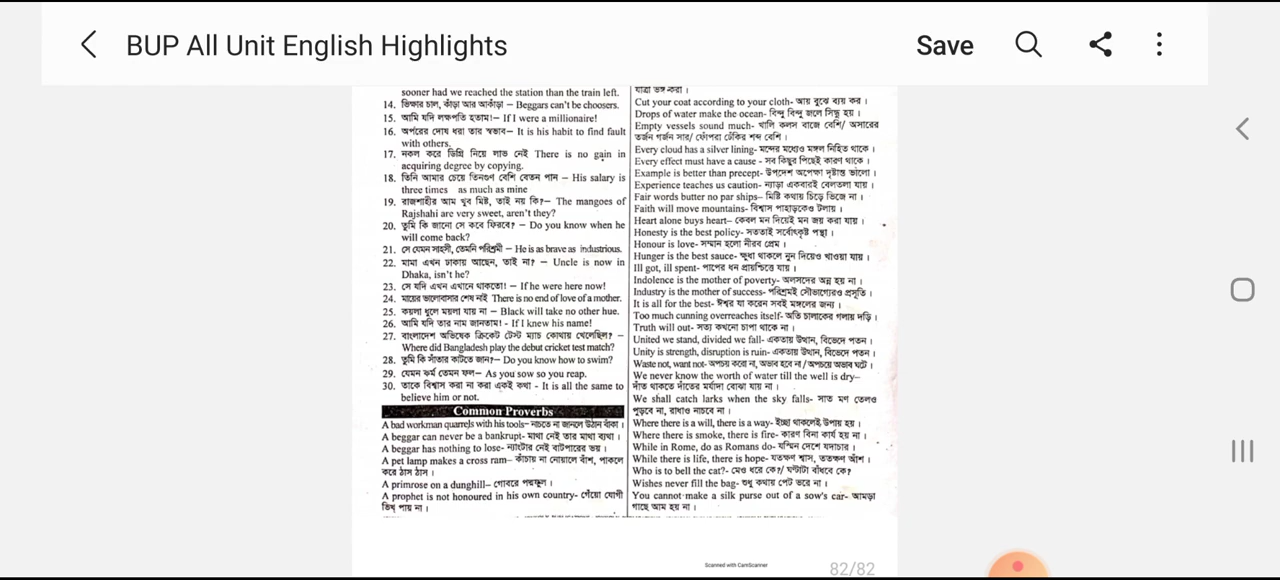 BUP All Unit English Highlights
Save
sooner had we reached the station than the train left.
14. ভিক্ষার চাল, কাঁড়া আর আকাঁড়া – Beggars can't be choosers.
15. আমি যদি লক্ষপতি হতাম!– If I were a millionaire!
16. অপরের দোষ ধরা তার স্বভাব– It is his habit to find fault
with others.
17. নকল করে ডিগ্রি নিয়ে লাভ নেই There is no gain in
acquiring degree by copying.
18. তিনি আমার চেয়ে তিনগুণ বেশি বেতন পান – His salary is
three times as much as mine
19. রাজশাহীর আম খুব মিষ্ট, তাই নয় কি?– The mangoes of
Rajshahi are very sweet, aren't they?
20. তুমি কি জানো সে কবে ফিরবে? – Do you know when he
will come back?
21. সে যেমন সাহসী, তেমনি পরিশ্রমী – He is as brave as industrious.
22. মামা এখন ঢাকায় আছেন, তাই না? – Uncle is now in
Dhaka, isn't he?
23. সে যদি এখন এখানে থাকতো! – If he were here now!
24. মায়ের ভালোবাসার শেষ নাই There is no end of love of a mother.
25. কয়লা ধুলে ময়লা যায় না – Black will take no other hue.
26. আমি যদি তার নাম জানতাম! - If I knew his name!
27. বাংলাদেশ অভিষেক ক্রিকেট টেস্ট ম্যাচ কোথায় খেলেছিল? –
Where did Bangladesh play the debut cricket test match?
28. তুমি কি সাঁতার কাটতে জান?– Do you know how to swim?
29. যেমন কর্ম তেমন ফল– As you sow so you reap.
30. তাকে বিশ্বাস করা না করা একই কথা - It is all the same to
believe him or not.
Common Proverbs
A bad workman quarrels with his tools- নাচতে না জানলে উঠান বাঁকা।
A beggar can never be a bankrupt- মাথা নেই তার মাথা ব্যথা।
A beggar has nothing to lose- ন্যাংটার নেই বাটপারের ভয়।
A pet lamp makes a cross ram– কাঁচায় না নোয়ালে বাঁশ, পাকলে
করে ঠাস ঠাস।
A primrose on a dunghill– গোবরে পদ্মফুল।
A prophet is not honoured in his own country- গেঁয়ো যোগী
ভিখ্ পায় না।
যাত্রা ভঙ্গ করা।
Cut your coat according to your cloth- আয় বুঝে ব্যয় কর।
Drops of water make the ocean- বিন্দু বিন্দু জলে সিন্ধু হয়।
Empty vessels sound much- খালি কলস বাজে বেশি/ অসারের
তর্জন গর্জন সার/ ফোঁপরা ঢেঁকির শব্দ বেশি।
Every cloud has a silver lining- মন্দের মধ্যেও মঙ্গল নিহিত থাকে।
Every effect must have a cause - সব কিছুর পিছেই কারণ থাকে।
Example is better than precept- উপদেশ অপেক্ষা দৃষ্টান্ত ভালো।
Experience teaches us caution- ন্যাড়া একবারই বেলতলা যায়।
Fair words butter no par ships– মিষ্টি কথায় চিড়ে ভিজে না।
Faith will move mountains- বিশ্বাস পাহাড়কেও টলায়।
Heart alone buys heart– কেবল মন দিয়েই মন জয় করা যায়।
Honesty is the best policy- সততাই সর্বোৎকৃষ্ট পন্থা।
Honour is love- সম্মান হলো নীরব প্রেম।
Hunger is the best sauce- ক্ষুধা থাকলে নুন দিয়েও খাওয়া যায়।
Ill got, ill spent- পাপের ধন প্রায়শ্চিত্তে যায়।
Indolence is the mother of poverty- অলসদের অন্ন হয় না।
Industry is the mother of success- পরিশ্রমই সৌভাগ্যের প্রসূতি।
It is all for the best- ঈশ্বর যা করেন সবই মঙ্গলের জন্য।
Too much cunning overreaches itself- অতি চালাকের গলায় দড়ি।
Truth will out- সত্য কখনো চাপা থাকে না।
United we stand, divided we fall- একতায় উত্থান, বিভেদে পতন।
Unity is strength, disruption is ruin- একতায় উত্থান, বিভেদে পতন।
Waste not, want not- অপচয় করো না, অভাব হবে না / অপচয়ে অভাব ঘটে।
We never know the worth of water till the well is dry–
দাঁত থাকতে দাঁতের মর্যাদা বোঝা যায় না।
We shall catch larks when the sky falls- সাত মণ তেলও
পুড়বে না, রাধাও নাচবে না।
Where there is a will, there is a way- ইচ্ছা থাকলেই উপায় হয়।
Where there is smoke, there is fire- কারণ বিনা কার্য হয় না।
While in Rome, do as Romans do- যস্মিন দেশে যদাচার।
While there is life, there is hope- যতক্ষণ শ্বাস, ততক্ষণ আঁশ।
Who is to bell the cat?- মেও ধরে কে?/ ঘণ্টাটা বাঁধবে কে?
Wishes never fill the bag- শুধু কথায় পেট ভরে না।
You cannot make a silk purse out of a sow's car- আমড়া
গাছে আম হয় না।
Scanned with CamScanner
82/82